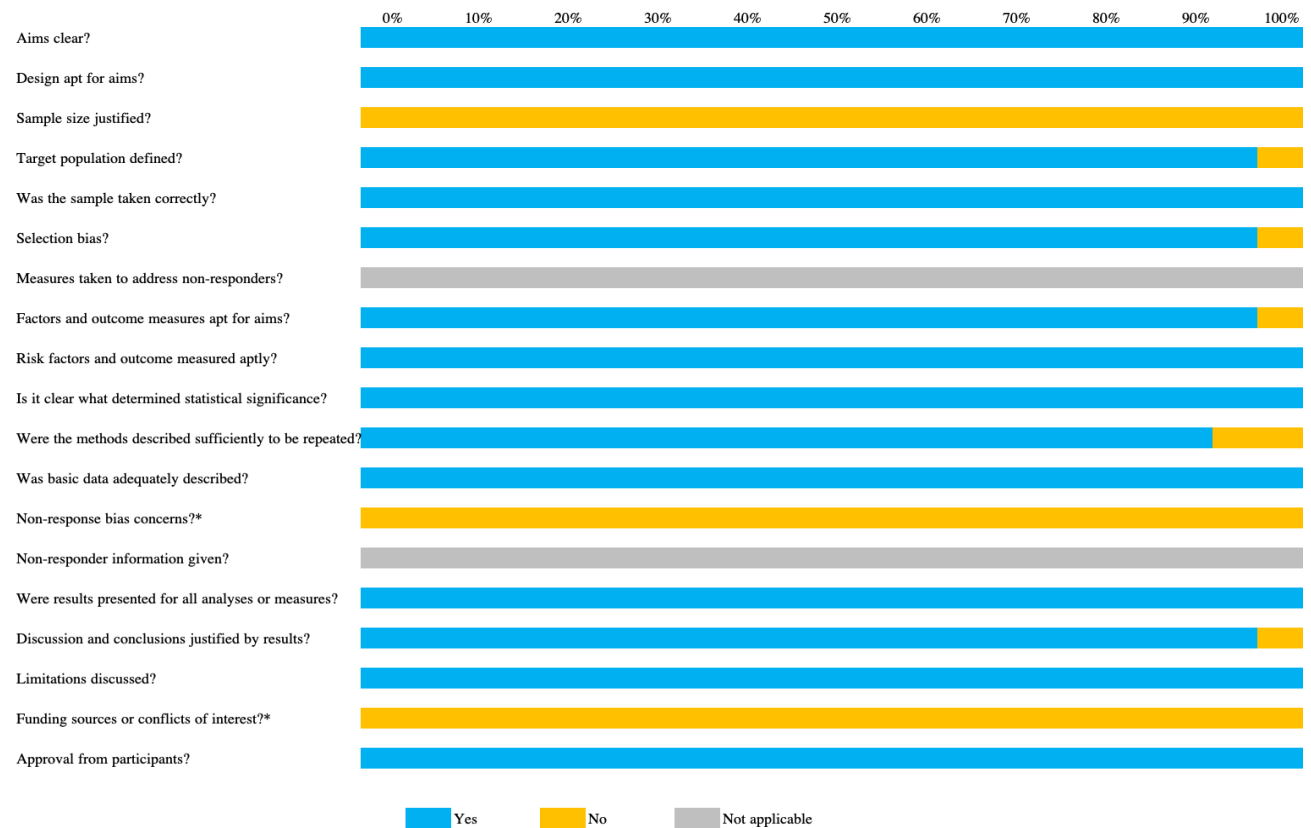 0% 10% 20% 30% 40% 50% 60% 70% 80% 90% 100%
Aims clear?
Design apt for aims?
Sample size justified?
Target population defined?
Was the sample taken correctly?
Selection bias?
Measures taken to address non-responders?
Factors and outcome measures apt for aims?
Risk factors and outcome measured aptly?
Is it clear what determined statistical significance?
Were the methods described sufficiently to be repeated?
Was basic data adequately described?
Non-response bias concerns?*
Non-responder information given?
Were results presented for all analyses or measures?
Discussion and conclusions justified by results?
Limitations discussed?
Funding sources or conflicts of interest?*
Approval from participants?
Yes No Not applicable